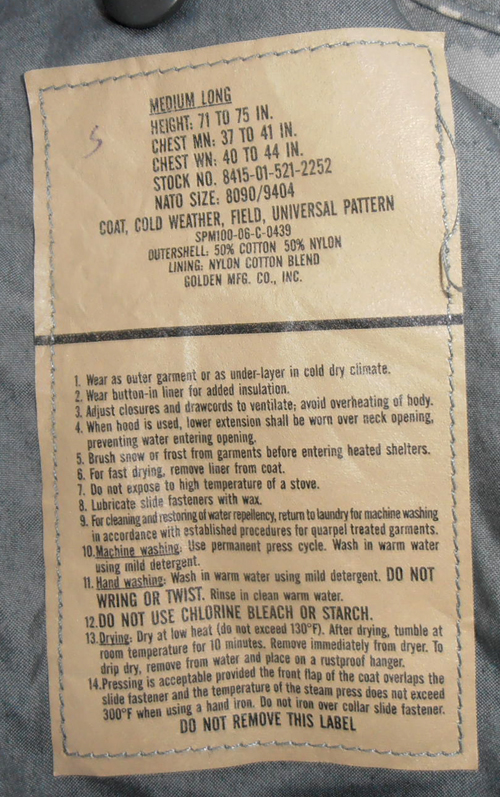 MEDIUM LONG
HEIGHT: 71 TO 75 IN.
CHEST MN: 37 TO 41 IN.
CHEST WN: 40 TO 44 IN.
STOCK NO. 8415-01-521-2252
NATO SIZE: 8090/9404
COAT, COLD WEATHER, FIELD, UNIVERSAL PATTERN
SPM100-06-C-0439
OUTERSHELL: 50% COTTON 50% NYLON
LINING: NYLON COTTON BLEND
GOLDEN MFG. CO., INC.
1. Wear as outer garment or as under-layer in cold dry climate.
2. Wear button-in liner for added insulation.
3. Adjust closures and drawcords to ventilate; avoid overheating of body.
4. When hood is used, lower extension shall be worn over neck opening,
preventing water entering opening.
5. Brush snow or frost from garments before entering heated shelters.
6. For fast drying, remove liner from coat.
7. Do not expose to high temperature of a stove.
8. Lubricate slide fasteners with wax.
9. For cleaning and restoring of water repellency, return to laundry for machine washing
in accordance with established procedures for quarpel treated garments.
10. Machine washing: Use permanent press cycle. Wash in warm water
using mild detergent.
11. Hand washing: Wash in warm water using mild detergent. DO NOT
WRING OR TWIST. Rinse in clean warm water.
12. DO NOT USE CHLORINE BLEACH OR STARCH.
13. Drying: Dry at low heat (do not exceed 130°F). After drying, tumble at
room temperature for 10 minutes. Remove immediately from dryer. To
drip dry, remove from water and place on a rustproof hanger.
14. Pressing is acceptable provided the front flap of the coat overlaps the
slide fastener and the temperature of the steam press does not exceed
300°F when using a hand iron. Do not iron over collar slide fastener.
DO NOT REMOVE THIS LABEL